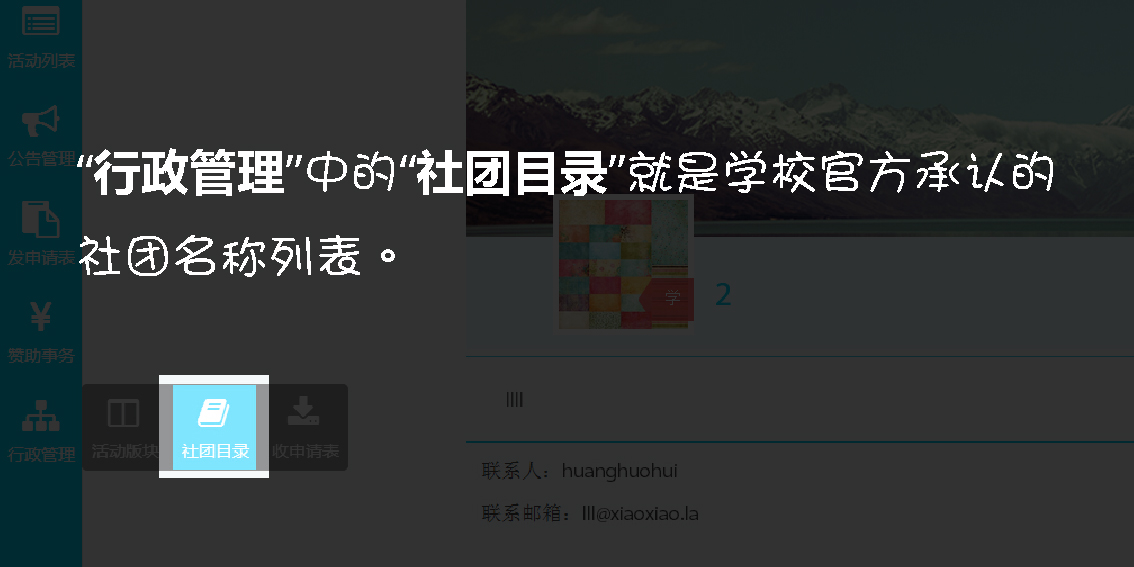 活动列表
公告管理
“行政管理”中的“社团目录”就是学校官方承认的
社团名称列表。
发申请表
学
2
赞助事务
llll
行政管理
活动版块
社团目录
收申请表
联系人：huanghuohui
联系邮箱：lll@xiaoxiao.la